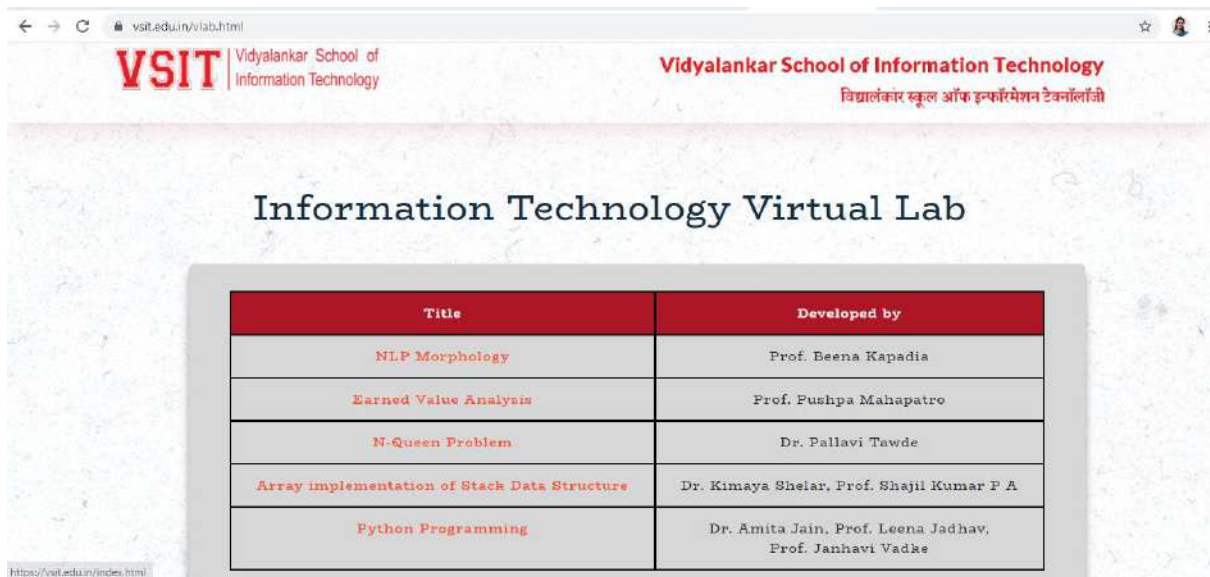 vsit.edu.in/vlab.html
VSIT
Vidyalankar School of
Information Technology
Vidyalankar School of Information Technology
विद्यालंकार स्कूल ऑफ इन्फॉरमेशन टेक्नॉलॉजी
Information Technology Virtual Lab
Title Developed by
NLP Morphology Prof. Beena Kapadia
Earned Value Analysis Prof. Pushpa Mahapatro
N-Queen Problem Dr. Pallavi Tawde
Array implementation of Stack Data Structure Dr. Kimaya Shelar, Prof. Shajil Kumar P A
Python Programming Dr. Amita Jain, Prof. Leena Jadhav,
Prof. Janhavi Vadke
https://vsit.edu.in/index.html